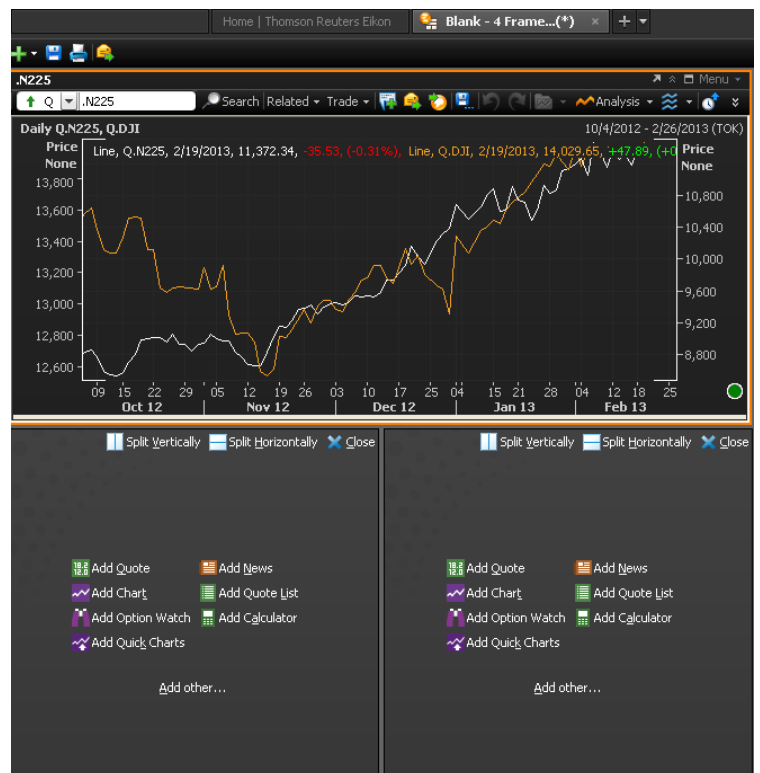 Home | Thomson Reuters Eikon
Blank - 4 Frame...(*)
.N225
Menu
Q .N225 Search Related Trade Analysis
Daily Q.N225, Q.DJI 10/4/2012 - 2/26/2013 (TOK)
Price Line, Q.N225, 2/19/2013, 11,372.34, -35.53, (-0.31%), Line, Q.DJI, 2/19/2013, 14,029.65, +47.89, (+0 Price
None None
13,800 10,800
13,600 10,400
13,400 10,000
13,200 9,600
13,000 9,200
12,800 8,800
12,600
09 15 22 29 05 12 19 26 03 10 17 25 04 15 21 28 04 12 18 25
Oct 12 Nov 12 Dec 12 Jan 13 Feb 13
Split Vertically Split Horizontally Close
Add Quote Add News
Add Chart Add Quote List
Add Option Watch Add Calculator
Add Quick Charts
Add other...
Split Vertically Split Horizontally Close
Add Quote Add News
Add Chart Add Quote List
Add Option Watch Add Calculator
Add Quick Charts
Add other...